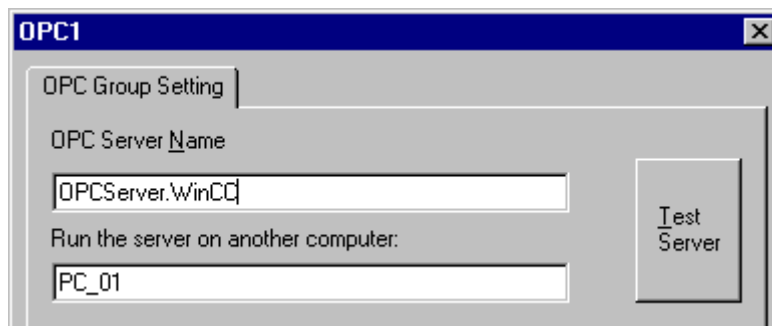 OPC1
OPC Group Setting
OPC Server Name
OPCServer.WinCC
Run the server on another computer:
PC_01
Test
Server